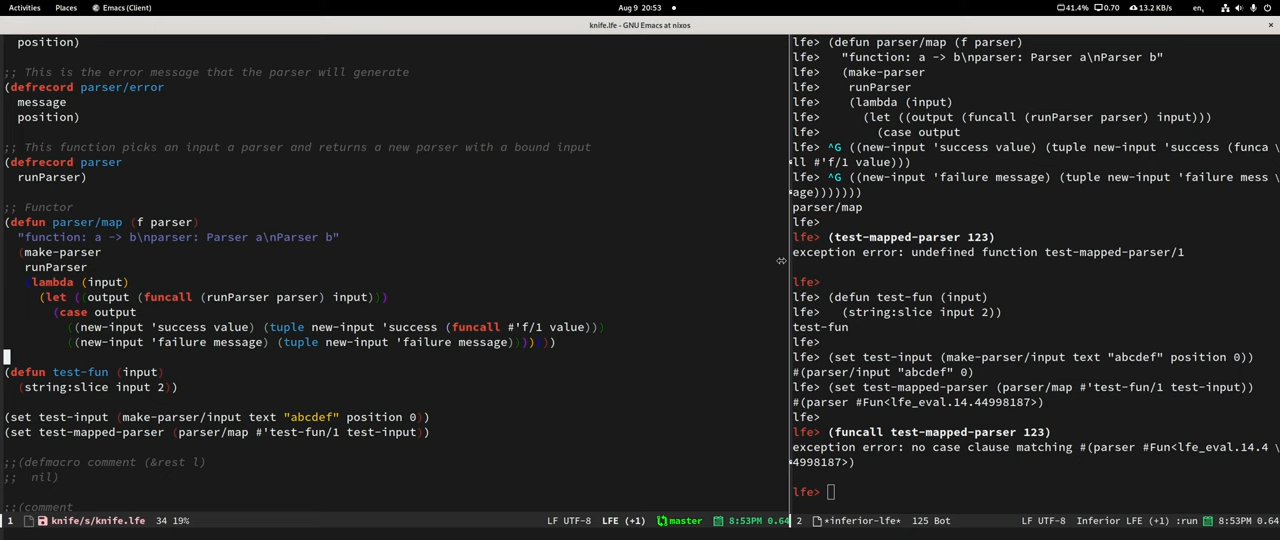 Activities Places Emacs (Client) Aug 9 20:53 41.4% 0.70 13.2 KB/s en,
knife.lfe - GNU Emacs at nixos ×
position)
;; This is the error message that the parser will generate
(defrecord parser/error
message
position)
;; This function picks an input a parser and returns a new parser with a bound input
(defrecord parser
runParser)
;; Functor
(defun parser/map (f parser)
"function: a -> b\nparser: Parser a\nParser b"
(make-parser
runParser
(lambda (input)
(let ((output (funcall (runParser parser) input)))
(case output
((new-input 'success value) (tuple new-input 'success (funcall #'f/1 value)))
((new-input 'failure message) (tuple new-input 'failure message)))))))
(defun test-fun (input)
(string:slice input 2))
(set test-input (make-parser/input text "abcdef" position 0))
(set test-mapped-parser (parser/map #'test-fun/1 test-input))
;;(defmacro comment (&rest l)
;;  nil)
;;(comment
1 knife/s/knife.lfe 34 19% LF UTF-8 LFE (+1) master 8:53PM 0.64
lfe> (defun parser/map (f parser)
lfe> "function: a -> b\nparser: Parser a\nParser b"
lfe> (make-parser
lfe> runParser
lfe> (lambda (input)
lfe> (let ((output (funcall (runParser parser) input)))
lfe> (case output
lfe> ^G ((new-input 'success value) (tuple new-input 'success (funca \
ll #'f/1 value)))
lfe> ^G ((new-input 'failure message) (tuple new-input 'failure mess \
age)))))))
parser/map
lfe>
lfe> (test-mapped-parser 123)
exception error: undefined function test-mapped-parser/1
lfe>
lfe> (defun test-fun (input)
lfe> (string:slice input 2))
test-fun
lfe>
lfe> (set test-input (make-parser/input text "abcdef" position 0))
#(parser/input "abcdef" 0)
lfe> (set test-mapped-parser (parser/map #'test-fun/1 test-input))
#(parser #Fun<lfe_eval.14.44998187>)
lfe>
lfe> (funcall test-mapped-parser 123)
exception error: no case clause matching #(parser #Fun<lfe_eval.14.4 \
4998187>)
lfe>
2 *inferior-lfe* 125 Bot LF UTF-8 Inferior LFE (+1) :run 8:53PM 0.64